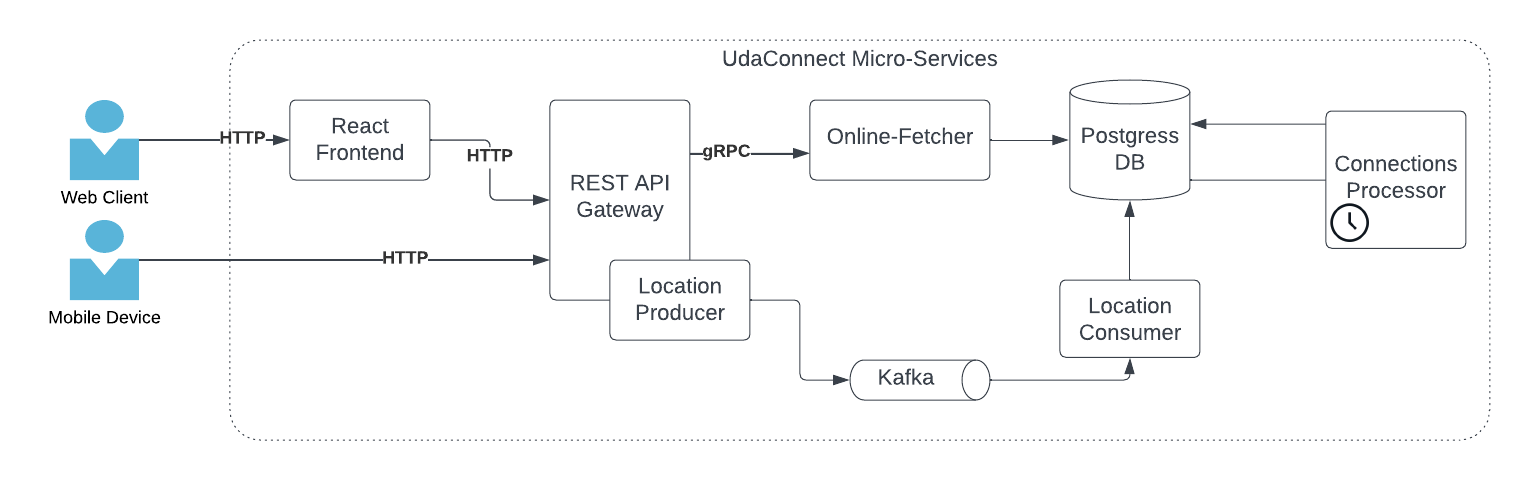 UdaConnect Micro-Services
Web Client
HTTP
React
Frontend
HTTP
Mobile Device
HTTP
REST API
Gateway
gRPC
Online-Fetcher
Postgress
DB
Connections
Processor
Location
Producer
Kafka
Location
Consumer